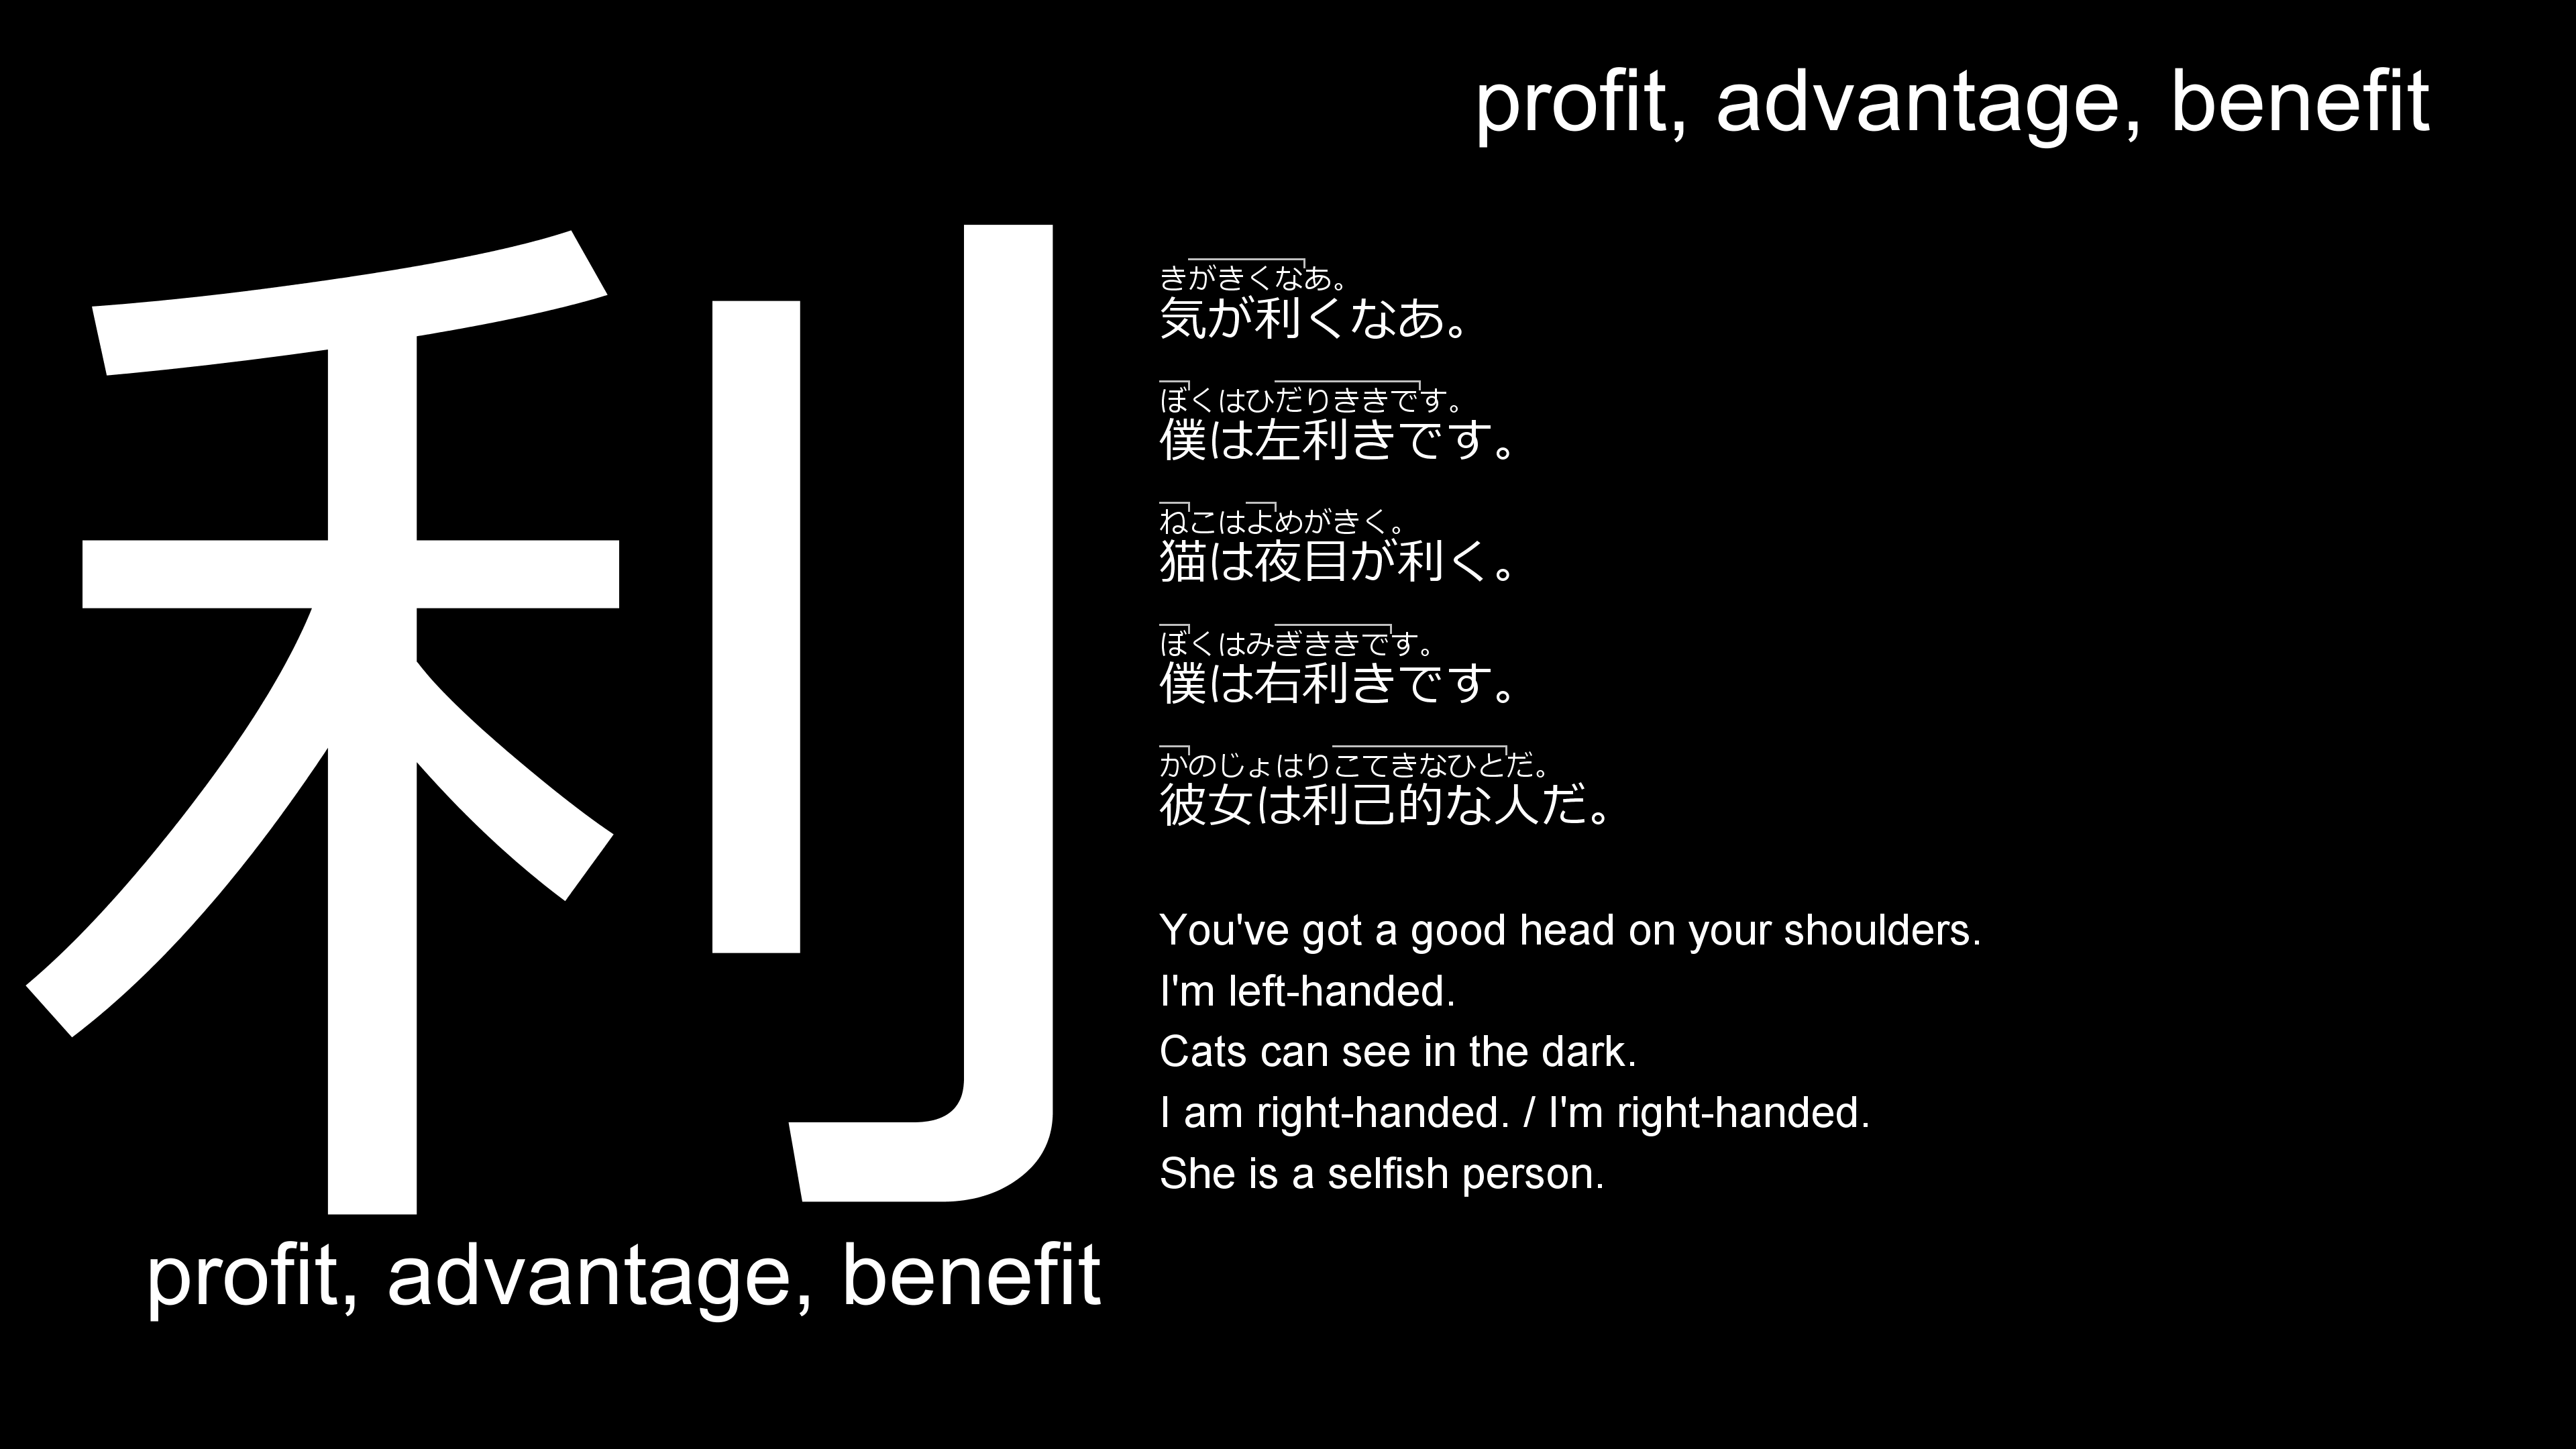 profit, advantage, benefit
利
きがきくなあ。
気が利くなあ。
ぼくはひだりききです。
僕は左利きです。
ねこはよめがきく。
猫は夜目が利く。
ぼくはみぎききです。
僕は右利きです。
かのじょはりこてきなひとだ。
彼女は利己的な人だ。
You've got a good head on your shoulders.
I'm left-handed.
Cats can see in the dark.
I am right-handed. / I'm right-handed.
She is a selfish person.
profit, advantage, benefit